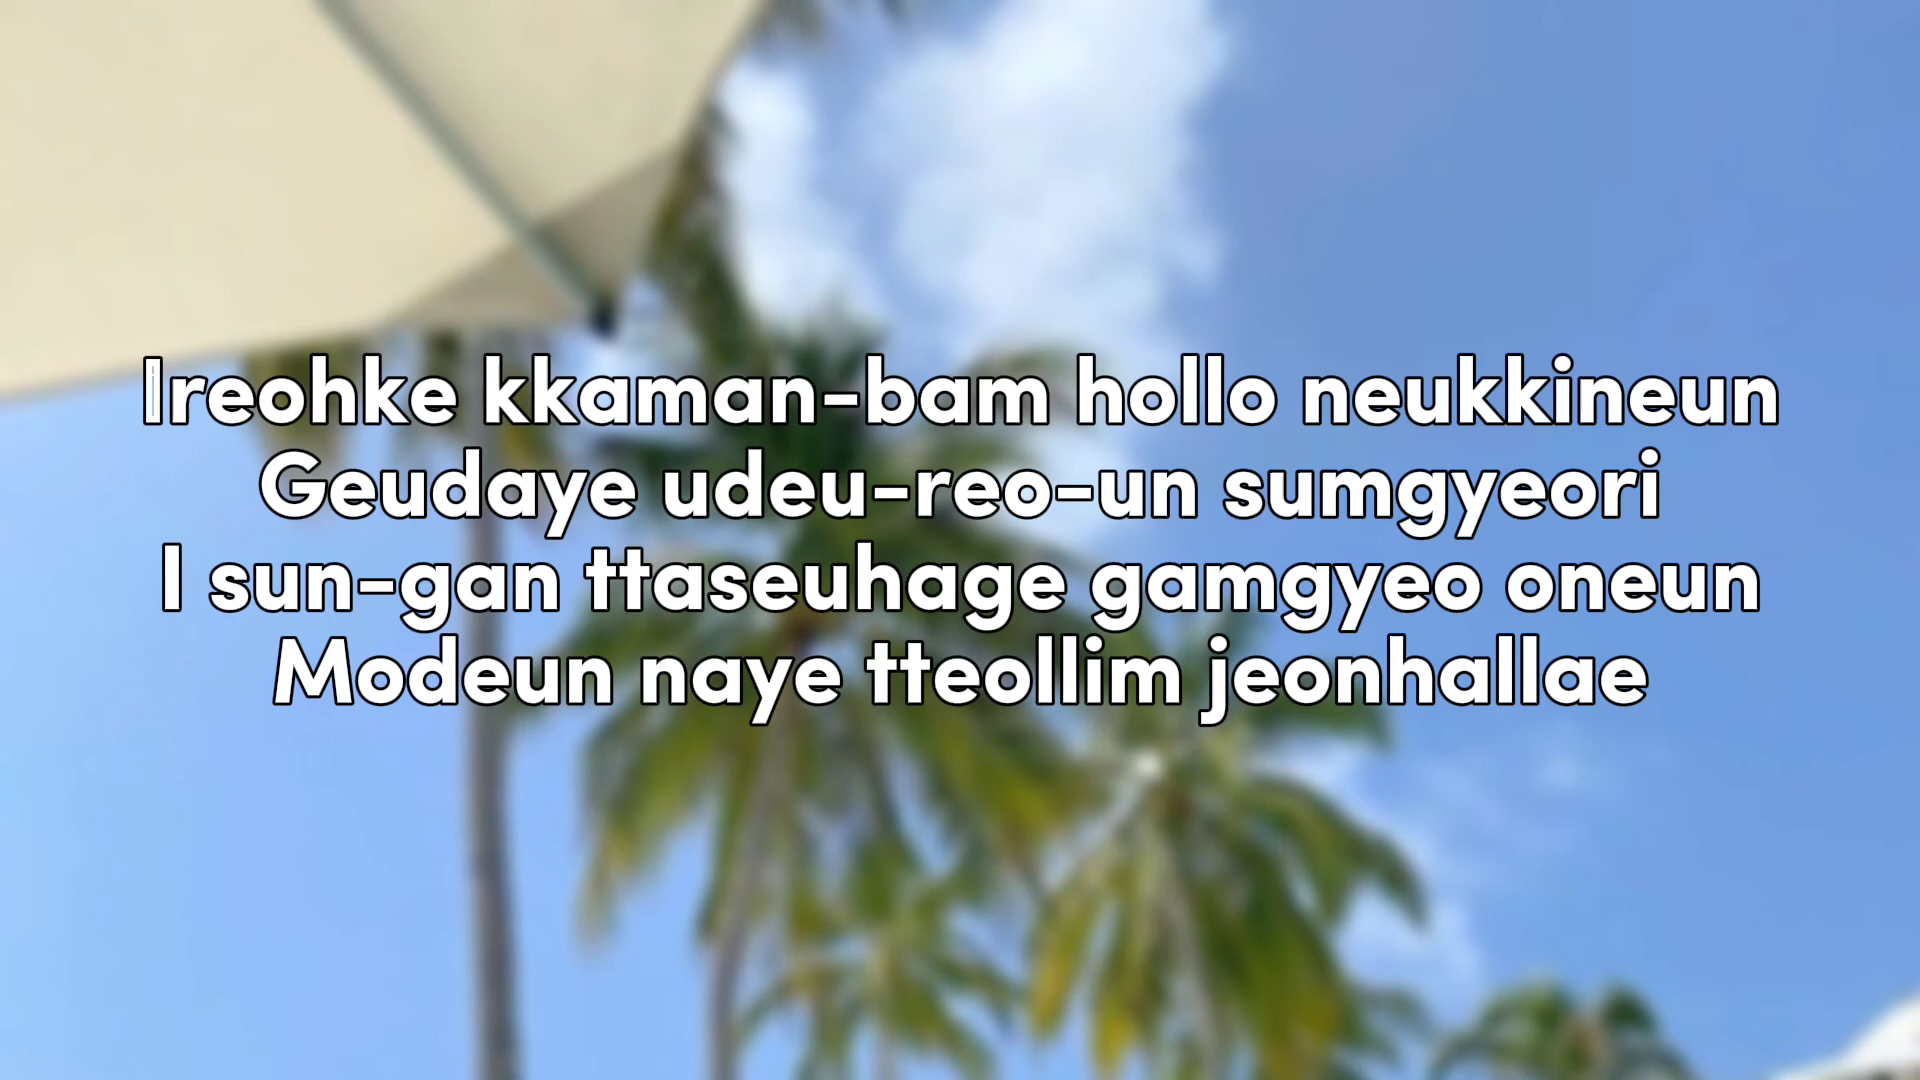 Ireohke kkaman-bam hollo neukkineun
Geudaye udeu-reo-un sumgyeori
I sun-gan ttaseuhage gamgyeo oneun
Modeun naye tteollim jeonhallae